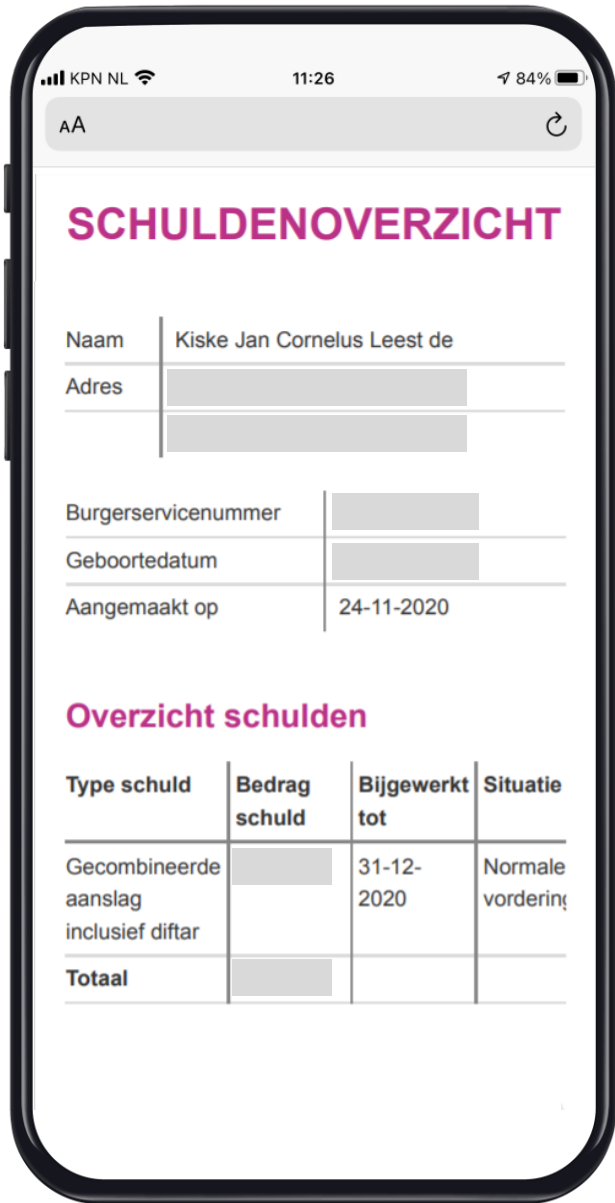 KPN NL 11:26 84%
AA
SCHULDENOVERZICHT
Naam Kiske Jan Cornelus Leest de
Adres
Burgerservicenummer
Geboortedatum
Aangemaakt op 24-11-2020
Overzicht schulden
Type schuld Bedrag Bijgewerkt Situatie
schuld tot
Gecombineerde 31-12- Normale
aanslag 2020 vordering
inclusief diftar
Totaal